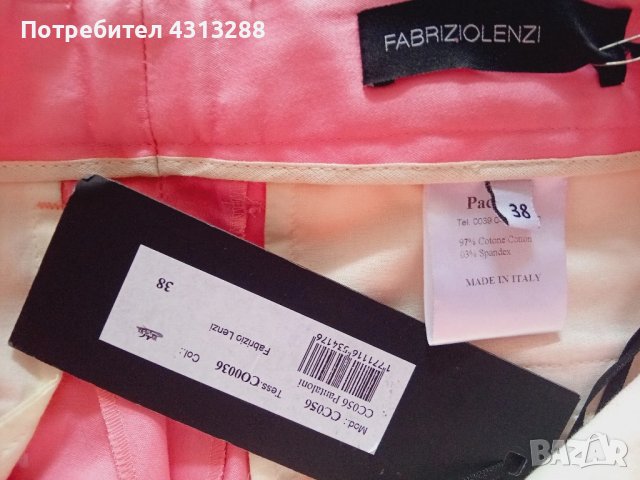 Потребител 4313288
FABRIZIOLENZI
38
Tel. 0039
97% Cotone Cotton
03% Spandex
MADE IN ITALY
Mod.: CC056
CC056 Pantaloni
Tess: CO0036 Col.:
Fabrizio Lenzi
38
BAZAR